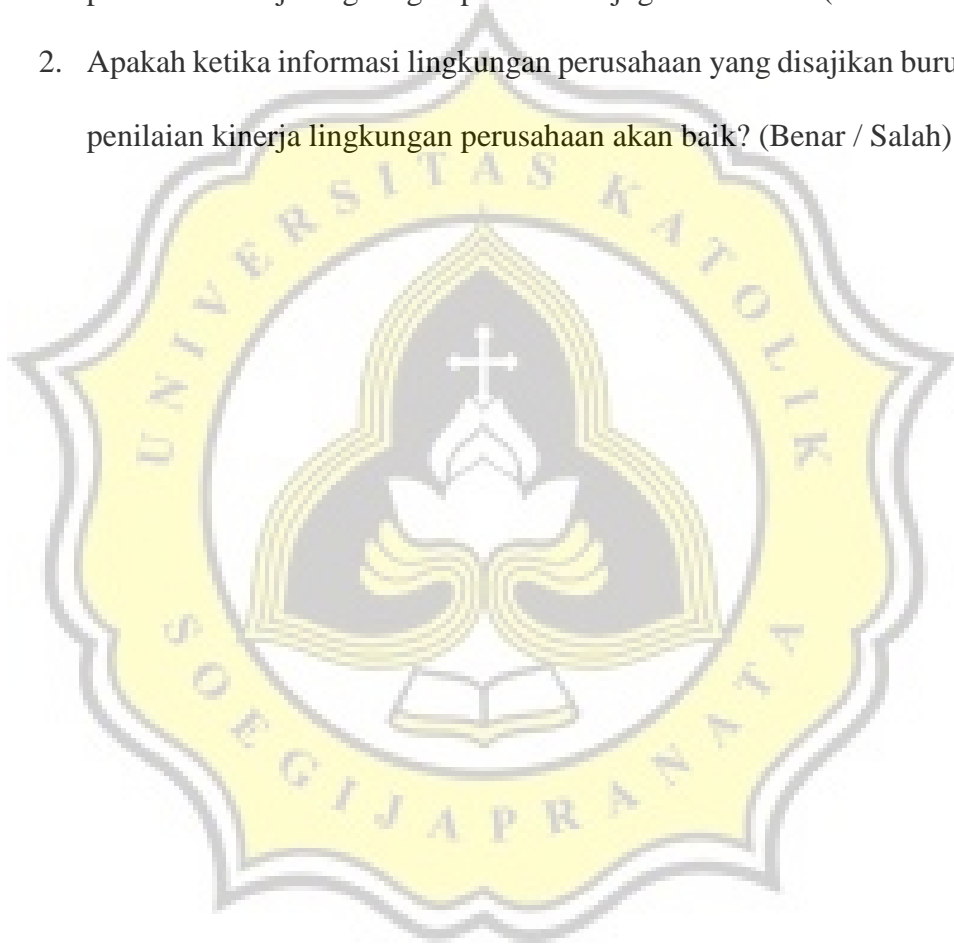 2. Apakah ketika informasi lingkungan perusahaan yang disajikan
penilaian kinerja lingkungan perusahaan akan baik? (Benar / Salah)
UNIVERSITAS KATOLIK
SOEGIJAPRANATA